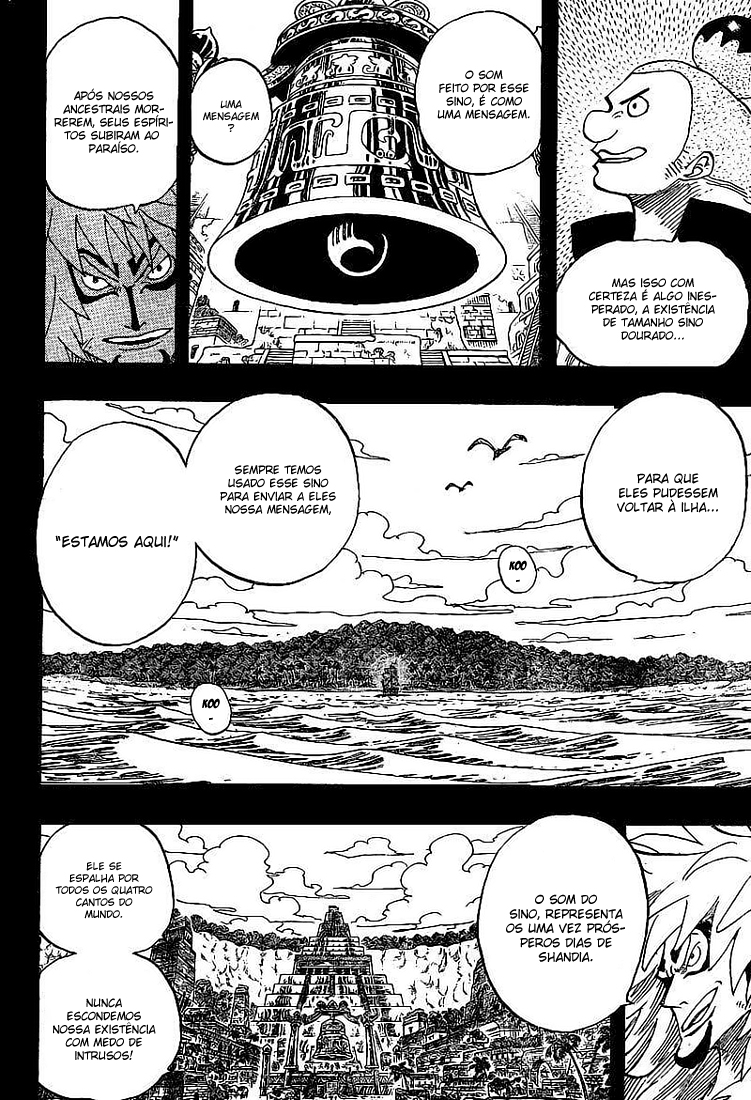 MAS ISSO COM
CERTEZA É ALGO INES-
PERADO, A EXISTÊNCIA
DE TAMANHO SINO
DOURADO...
O SOM
FEITO POR ESSE
SINO, É COMO
UMA MENSAGEM.
UMA
MENSAGEM
?
APÓS NOSSOS
ANCESTRAIS MOR-
REREM, SEUS ESPÍRI-
TOS SUBIRAM AO
PARAÍSO.
PARA QUE
ELES PUDESSEM
VOLTAR À ILHA...
KOO
-
SEMPRE TEMOS
USADO ESSE SINO
PARA ENVIAR A ELES
NOSSA MENSAGEM,
"ESTAMOS AQUI!"
KOO
-
O SOM DO
SINO, REPRESENTA
OS UMA VEZ PRÓS-
PEROS DIAS DE
SHANDIA.
ELE SE
ESPALHA POR
TODOS OS QUATRO
CANTOS DO
MUNDO.
NUNCA
ESCONDEMOS
NOSSA EXISTÊNCIA
COM MEDO DE
INTRUSOS!